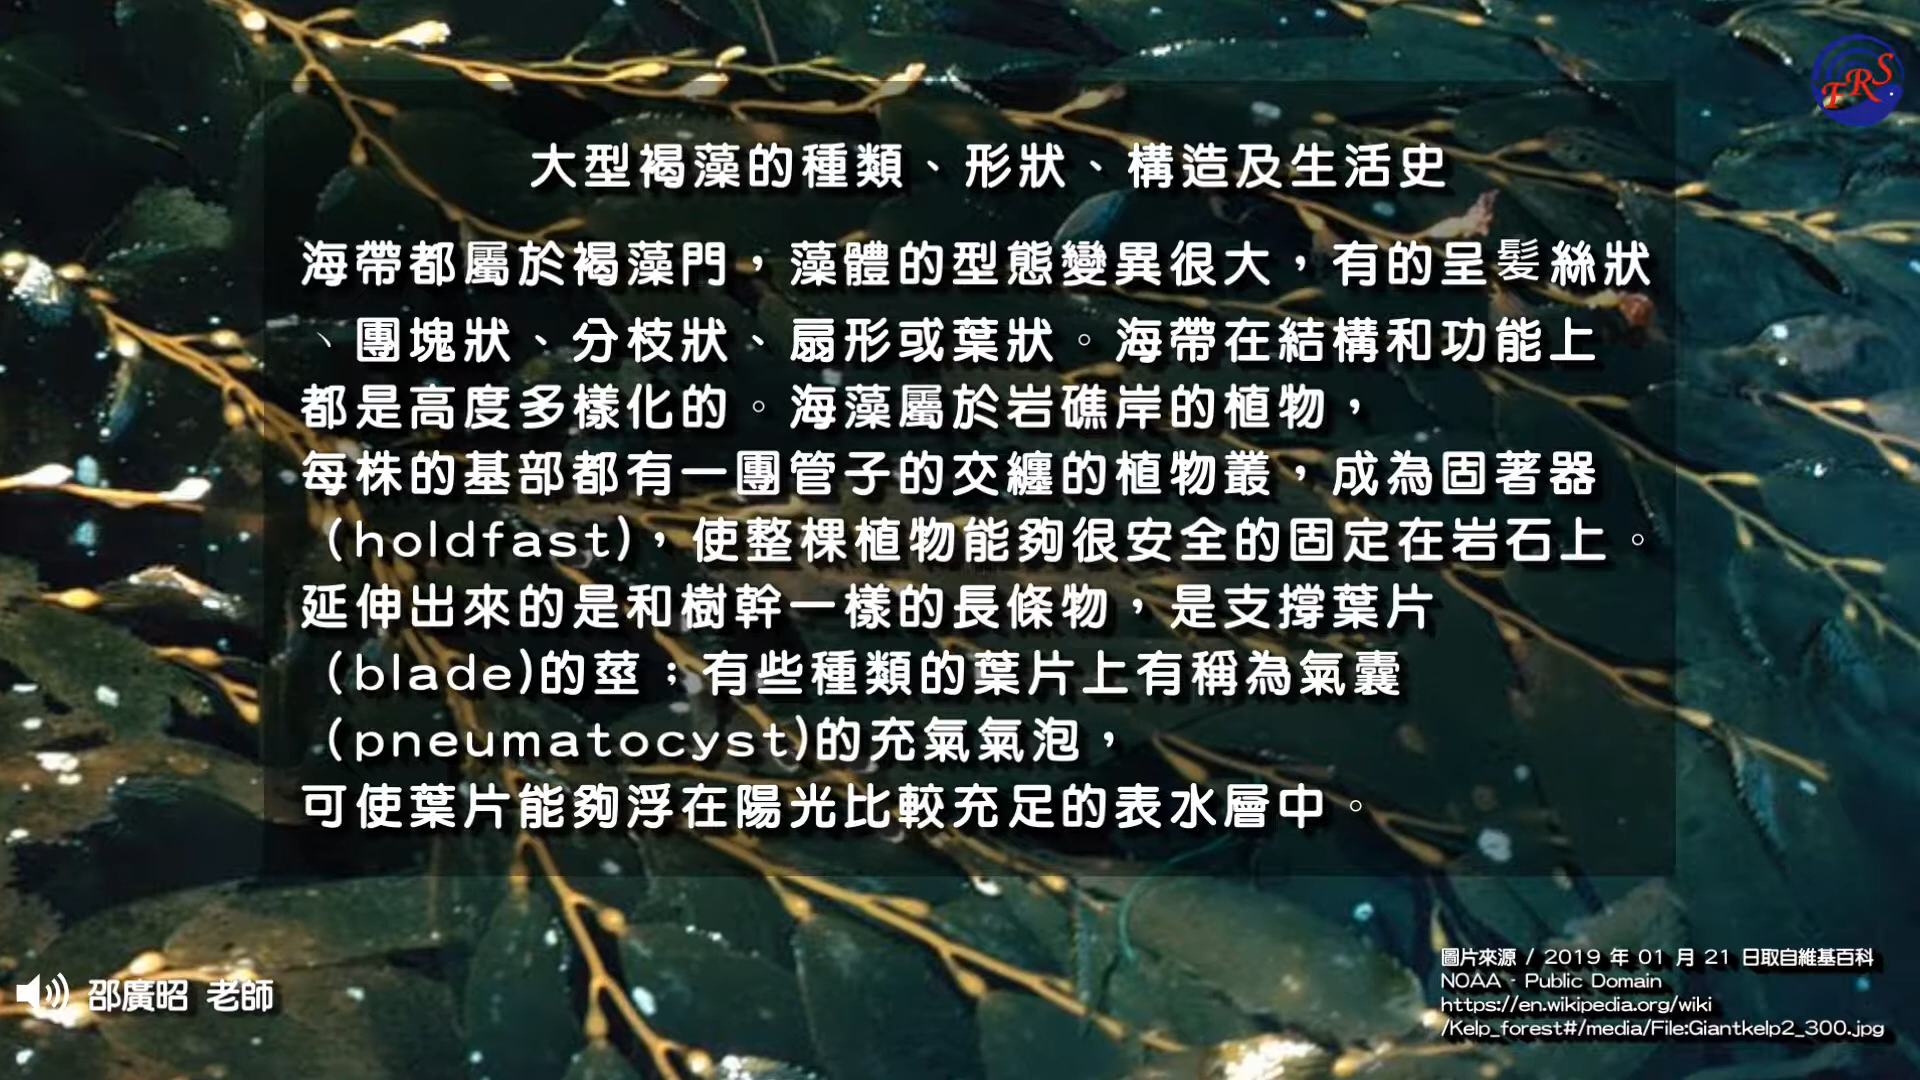 FRS
大型褐藻的種類、形狀、構造及生活史
海帶都屬於褐藻門，藻體的型態變異很大，有的呈髮絲狀
、團塊狀、分枝狀、扇形或葉狀。海帶在結構和功能上
都是高度多樣化的。海藻屬於岩礁岸的植物，
每株的基部都有一團管子的交纏的植物叢，成為固著器
(holdfast)，使整棵植物能夠很安全的固定在岩石上。
延伸出來的是和樹幹一樣的長條物，是支撐葉片
(blade)的莖；有些種類的葉片上有稱為氣囊
(pneumatocyst)的充氣氣泡，
可使葉片能夠浮在陽光比較充足的表水層中。
邵廣昭 老師
圖片來源 / 2019 年 01 月 21 日取自維基百科
NOAA - Public Domain
https://en.wikipedia.org/wiki
/Kelp_forest#/media/File:Giantkelp2_300.jpg